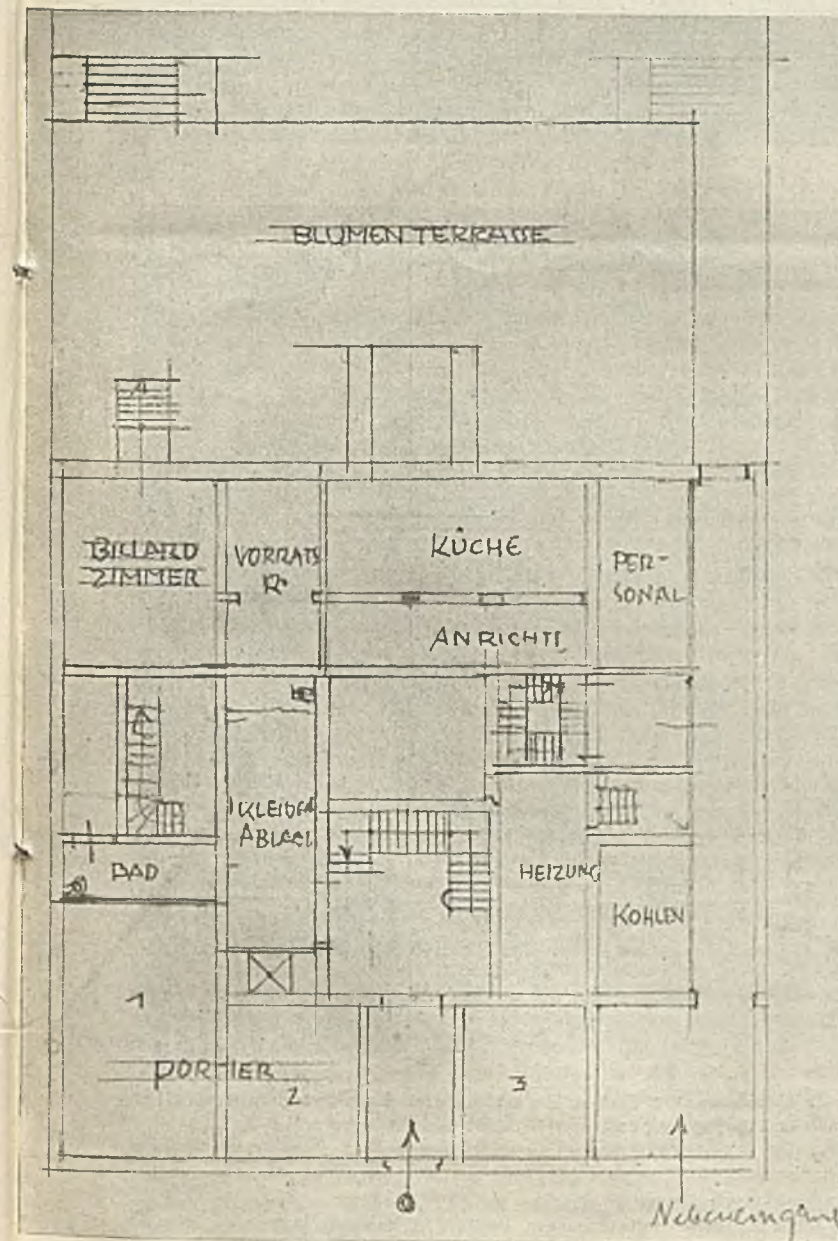 BLUMENTERRASSE
BILLARD
ZIMMER
VORRATS
R.
KÜCHE
PER-
SONAL
ANRICHTE
KLEIDER
ABLAGE
BAD
HEIZUNG
KOHLEN
1
PORTIER
2
3
Nebeneingang